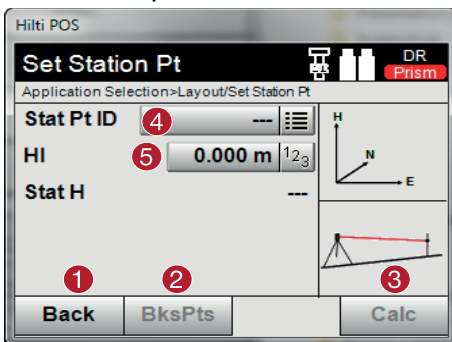 Hilti POS
Set Station Pt
DR
Prism
Application Selection>Layout/Set Station Pt
Stat Pt ID 4 ---
HI 5 0.000 m 123
Stat H ---
H
N
E
1 2 3
Back BksPts Calc